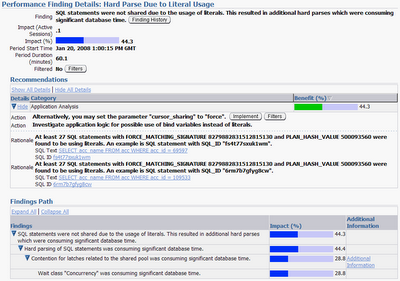 Performance Finding Details: Hard Parse Due to Literal Usage
Finding SQL statements were not shared due to the usage of literals. This resulted in additional hard parses which were consuming
significant database time. Finding History
Impact (Active Sessions) .1
Impact (%) 44.3
Period Start Time Jan 20, 2008 1:00:15 PM GMT
Period Duration (minutes) 60.1
Filtered No Filters
Recommendations
Show All Details | Hide All Details
Details Category Benefit (%)
Hide Application Analysis 44.3
Action Alternatively, you may set the parameter "cursor_sharing" to "force". Implement Filters
Action Investigate application logic for possible use of bind variables instead of literals.
Rationale At least 27 SQL statements with FORCE_MATCHING_SIGNATURE and PLAN_HASH_VALUE 500093560 were
found to be using literals. An example is SQL statement with SQL_ID
SQL Text SELECT acc_name FROM acc WHERE acc_id =
SQL ID
Rationale At least 27 SQL statements with FORCE_MATCHING_SIGNATURE and PLAN_HASH_VALUE 500093560 were
found to be using literals. An example is SQL statement with SQL_ID
SQL Text SELECT acc_name FROM acc WHERE acc_id =
SQL ID
Findings Path
Expand All | Collapse All
Findings Impact (%) Additional Information
SQL statements were not shared due to the usage of literals. This resulted in additional hard parses 44.3
which were consuming significant database time.
Hard parsing of SQL statements was consuming significant database time. 44.4
Contention for latches related to the shared pool was consuming significant database time. 28.8 Additional Information
Wait class "Concurrency" was consuming significant database time. 28.8